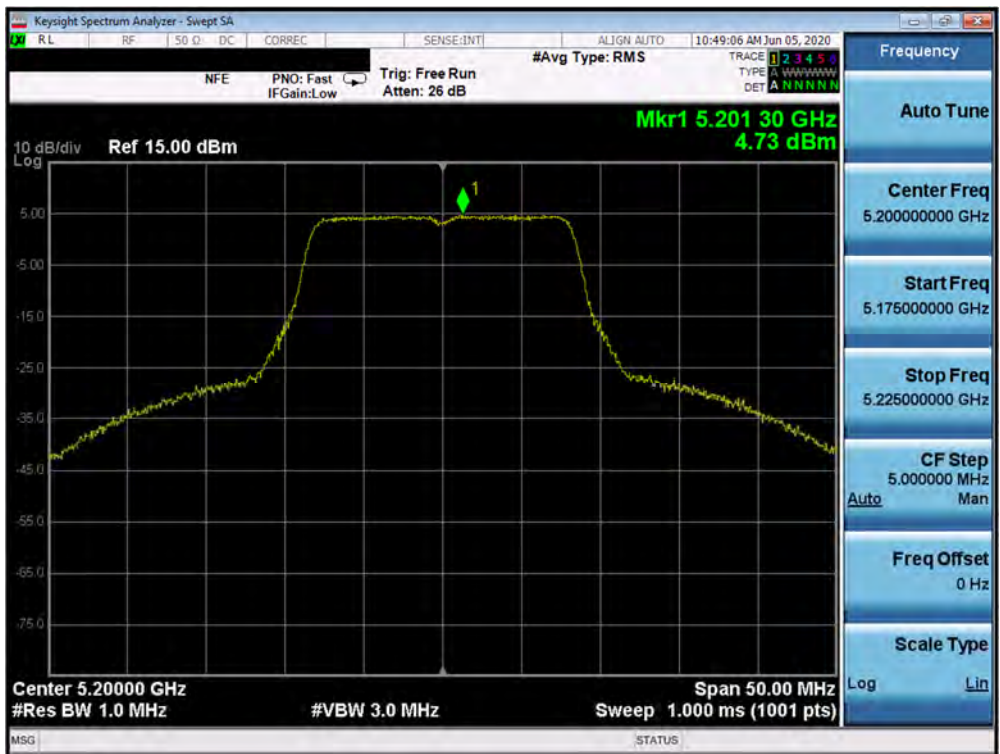 Keysight Spectrum Analyzer - Swept SA
LXI RL RF 50 Ω DC CORREC SENSE:INT ALIGN AUTO 10:49:06 AM Jun 05, 2020
NFE PNO: Fast Trig: Free Run #Avg Type: RMS TRACE 1 2 3 4 5 6
IFGain:Low Atten: 26 dB TYPE A WWWWW
DET A N N N N N
Mkr1 5.201 30 GHz
4.73 dBm
10 dB/div Ref 15.00 dBm
Log
1
5.00
-5.00
-15.0
-25.0
-35.0
-45.0
-55.0
-65.0
-75.0
Center 5.20000 GHz Span 50.00 MHz
#Res BW 1.0 MHz #VBW 3.0 MHz Sweep 1.000 ms (1001 pts)
MSG STATUS
Frequency
Auto Tune
Center Freq
5.200000000 GHz
Start Freq
5.175000000 GHz
Stop Freq
5.225000000 GHz
CF Step
5.000000 MHz
Auto Man
Freq Offset
0 Hz
Scale Type
Log Lin